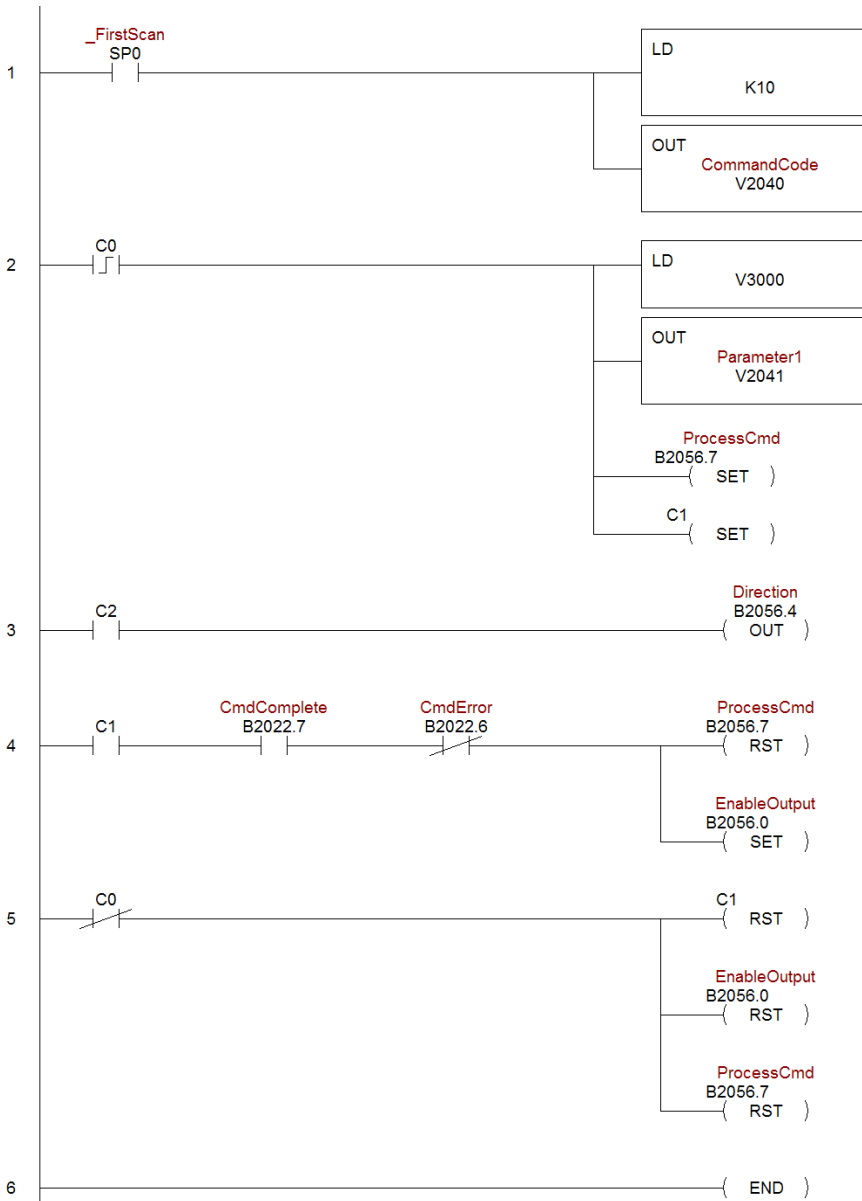 _FirstScan
SP0
1
LD
K10
OUT
CommandCode
V2040
C0
2
LD
V3000
OUT
Parameter1
V2041
ProcessCmd
B2056.7
SET
C1
SET
Direction
C2
B2056.4
3
OUT
CmdComplete
CmdError
ProcessCmd
C1
B2022.7
B2022.6
B2056.7
4
RST
EnableOutput
B2056.0
SET
C0
C1
5
RST
EnableOutput
B2056.0
RST
ProcessCmd
B2056.7
RST
6
END